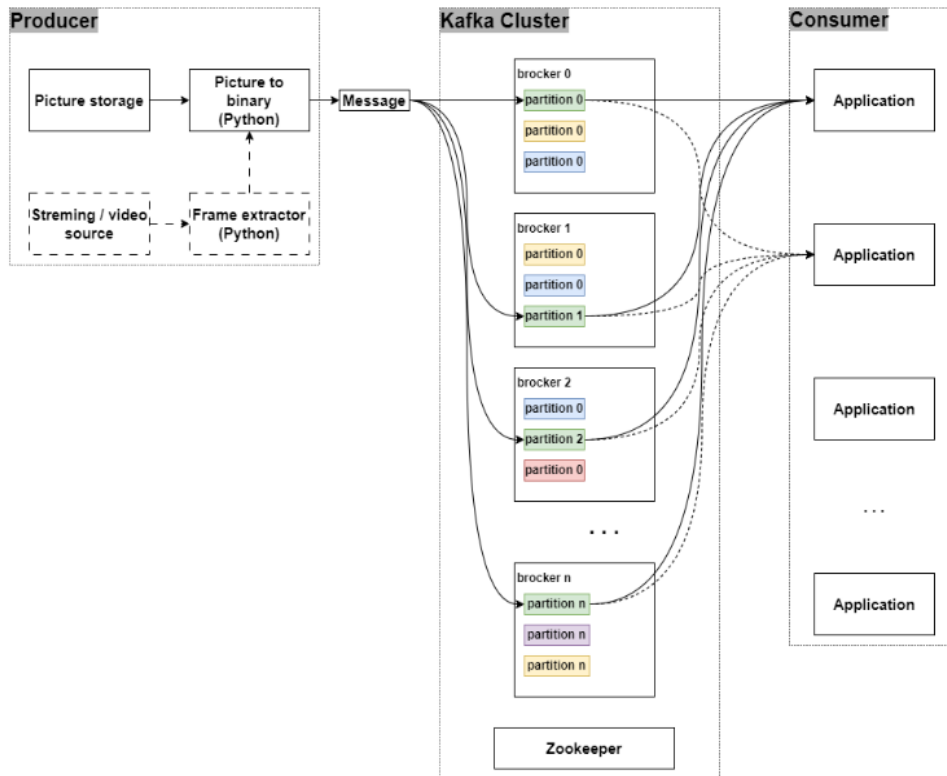 Producer
Picture storage
Picture to
binary
(Python)
Streming / video
source
Frame extractor
(Python)
Message
Kafka Cluster
brocker 0
partition 0
partition 0
partition 0
brocker 1
partition 0
partition 0
partition 1
brocker 2
partition 0
partition 2
partition 0
. . .
brocker n
partition n
partition n
partition n
Zookeeper
Consumer
Application
Application
Application
. . .
Application